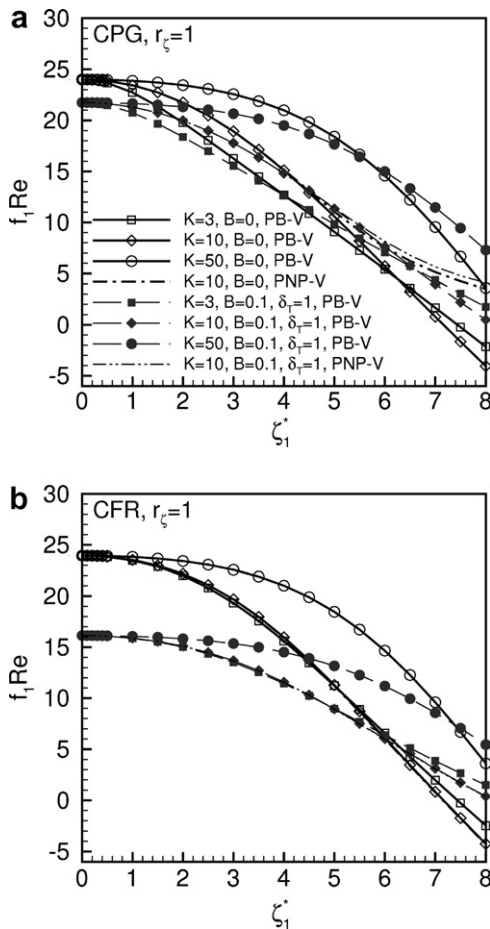 a
CPG, rζ=1
30
25
20
15
10
5
0
-5
f₁Re
K=3, B=0, PB-V
K=10, B=0, PB-V
K=50, B=0, PB-V
K=10, B=0, PNP-V
K=3, B=0.1, δT=1, PB-V
K=10, B=0.1, δT=1, PB-V
K=50, B=0.1, δT=1, PB-V
K=10, B=0.1, δT=1, PNP-V
0 1 2 3 4 5 6 7 8
ζ₁*
b
CFR, rζ=1
30
25
20
15
10
5
0
-5
f₁Re
0 1 2 3 4 5 6 7 8
ζ₁*